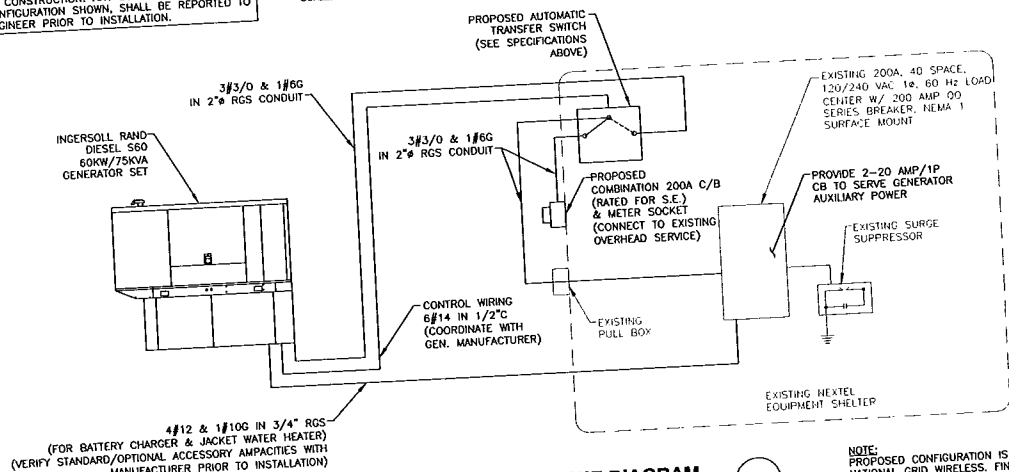 CONSTRUCTION.
CONFIGURATION SHOWN, SHALL BE REPORTED TO
ENGINEER PRIOR TO INSTALLATION.
PROPOSED AUTOMATIC
TRANSFER SWITCH
(SEE SPECIFICATIONS
ABOVE)
3#3/0 & 1#6G
IN 2"ø RGS CONDUIT
INGERSOLL RAND
DIESEL S60
60KW/75KVA
GENERATOR SET
3#3/0 & 1#6G
IN 2"ø RGS CONDUIT
PROPOSED
COMBINATION 200A C/B
(RATED FOR S.E.)
& METER SOCKET
(CONNECT TO EXISTING
OVERHEAD SERVICE)
EXISTING 200A, 40 SPACE,
120/240 VAC 1ø, 60 Hz LOAD
CENTER W/ 200 AMP QO
SERIES BREAKER, NEMA 1
SURFACE MOUNT
PROVIDE 2-20 AMP/1P
CB TO SERVE GENERATOR
AUXILIARY POWER
EXISTING SURGE
SUPPRESSOR
CONTROL WIRING
6#14 IN 1/2"C
(COORDINATE WITH
GEN. MANUFACTURER)
EXISTING
PULL BOX
EXISTING NEXTEL
EQUIPMENT SHELTER
4#12 & 1#10G IN 3/4" RGS
(FOR BATTERY CHARGER & JACKET WATER HEATER)
(VERIFY STANDARD/OPTIONAL ACCESSORY AMPACITIES WITH
MANUFACTURER PRIOR TO INSTALLATION)
DIAGRAM
NOTE:
PROPOSED CONFIGURATION IS
NATIONAL GRID WIRELESS.